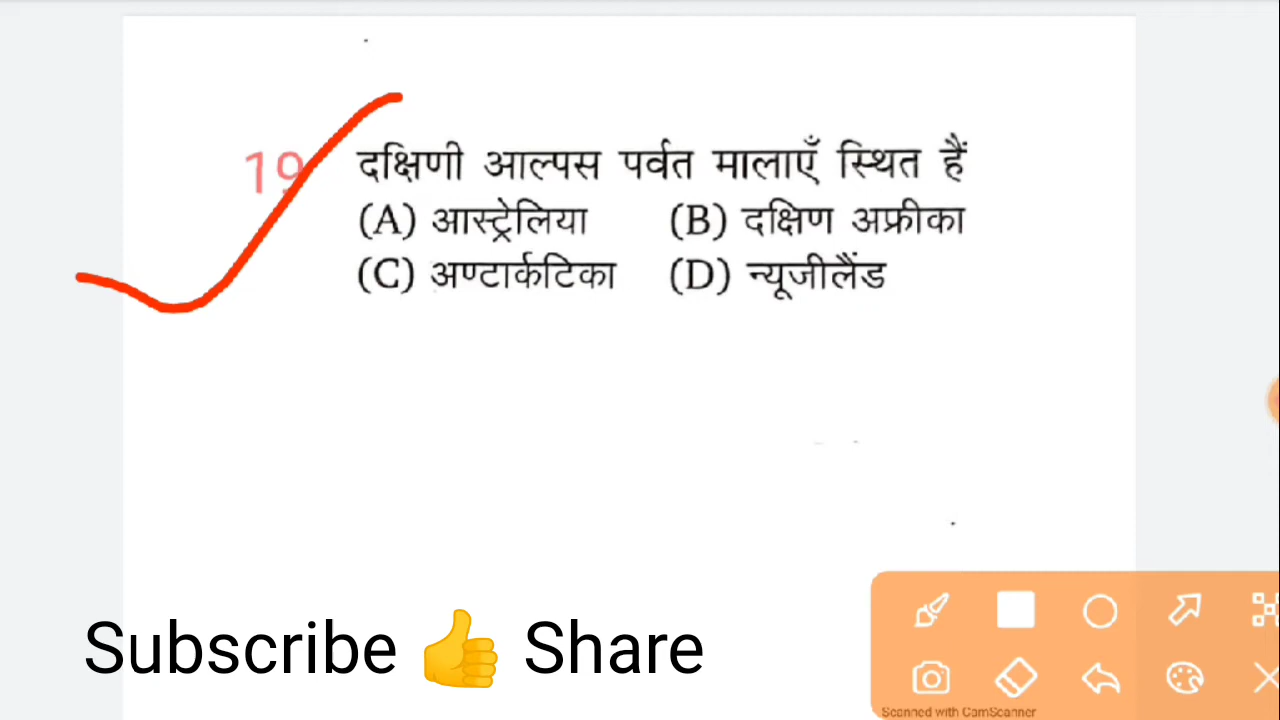 19 दक्षिणी आल्पस पर्वत मालाएँ स्थित हैं
(A) आस्ट्रेलिया (B) दक्षिण अफ्रीका
(C) अण्टार्कटिका (D) न्यूजीलैंड
Subscribe 👍 Share
Scanned with CamScanner